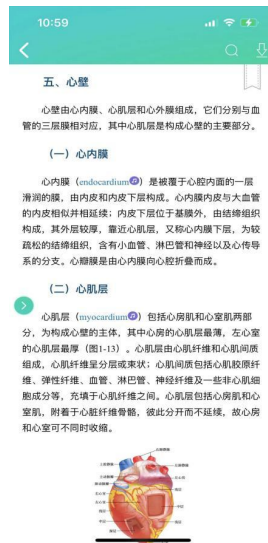 10:59
五、心壁
心壁由心内膜、心肌层和心外膜组成，它们分别与血
管的三层膜相对应，其中心肌层是构成心壁的主要部分。
（一）心内膜
心内膜（endocardium）是被覆于心腔内面的一层
滑润的膜，由内皮和内皮下层构成。心内膜内皮与大血管
的内皮相似并相延续；内皮下层位于基膜外，由结缔组织
构成，其外层较厚，靠近心肌层，又称心内膜下层，为较
疏松的结缔组织，含有小血管、淋巴管和神经以及心传导
系的分支。心瓣膜是由心内膜向心腔折叠而成。
（二）心肌层
心肌层（myocardium）包括心房肌和心室肌两部
分，为构成心壁的主体，其中心房的心肌层最薄，左心室
的心肌层最厚（图1-13）。心肌层由心肌纤维和心肌间质
组成，心肌纤维呈分层或束状；心肌间质包括心肌胶原纤
维、弹性纤维、血管、淋巴管、神经纤维及一些非心肌细
胞成分等，充填于心肌纤维之间。心肌层包括心房肌和心
室肌，附着于心脏纤维骨骼，彼此分开而不延续，故心房
和心室可不同时收缩。